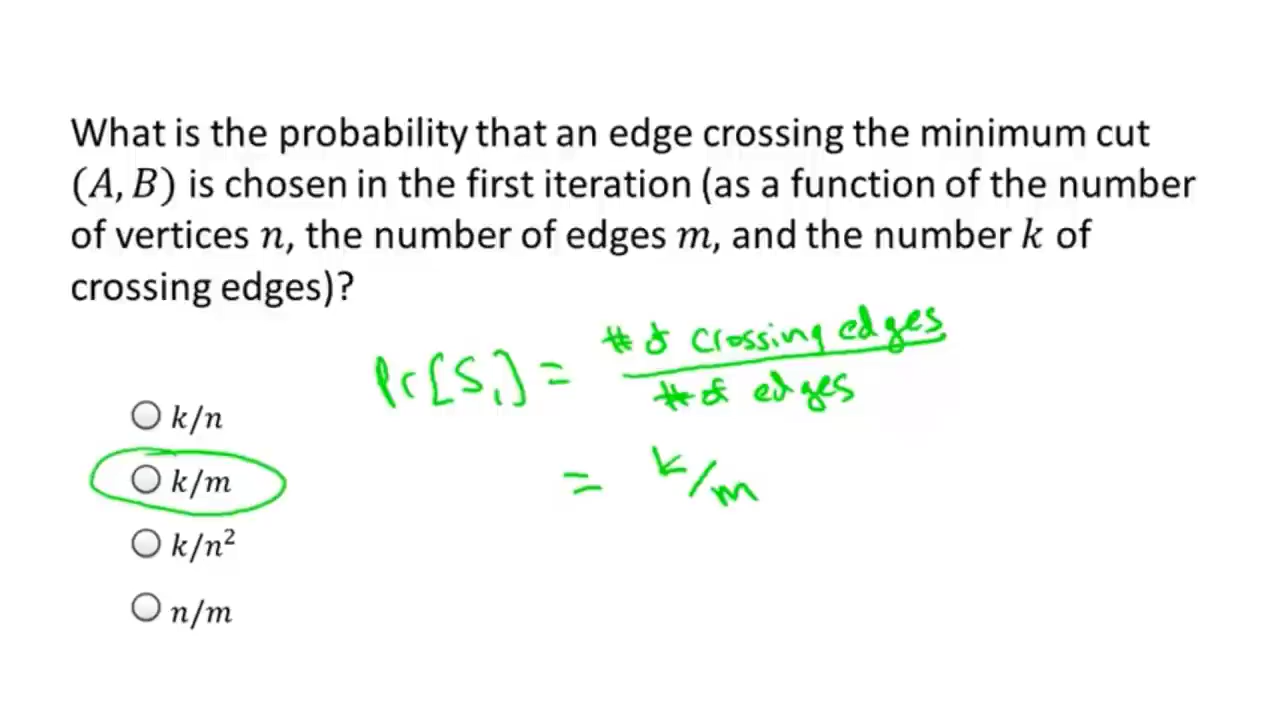 What is the probability that an edge crossing the minimum cut
(A, B) is chosen in the first iteration (as a function of the number
of vertices n, the number of edges m, and the number k of
crossing edges)?
Pr[S₁] = # of crossing edges
# of edges
= k/m
k/n
k/m
k/n²
n/m